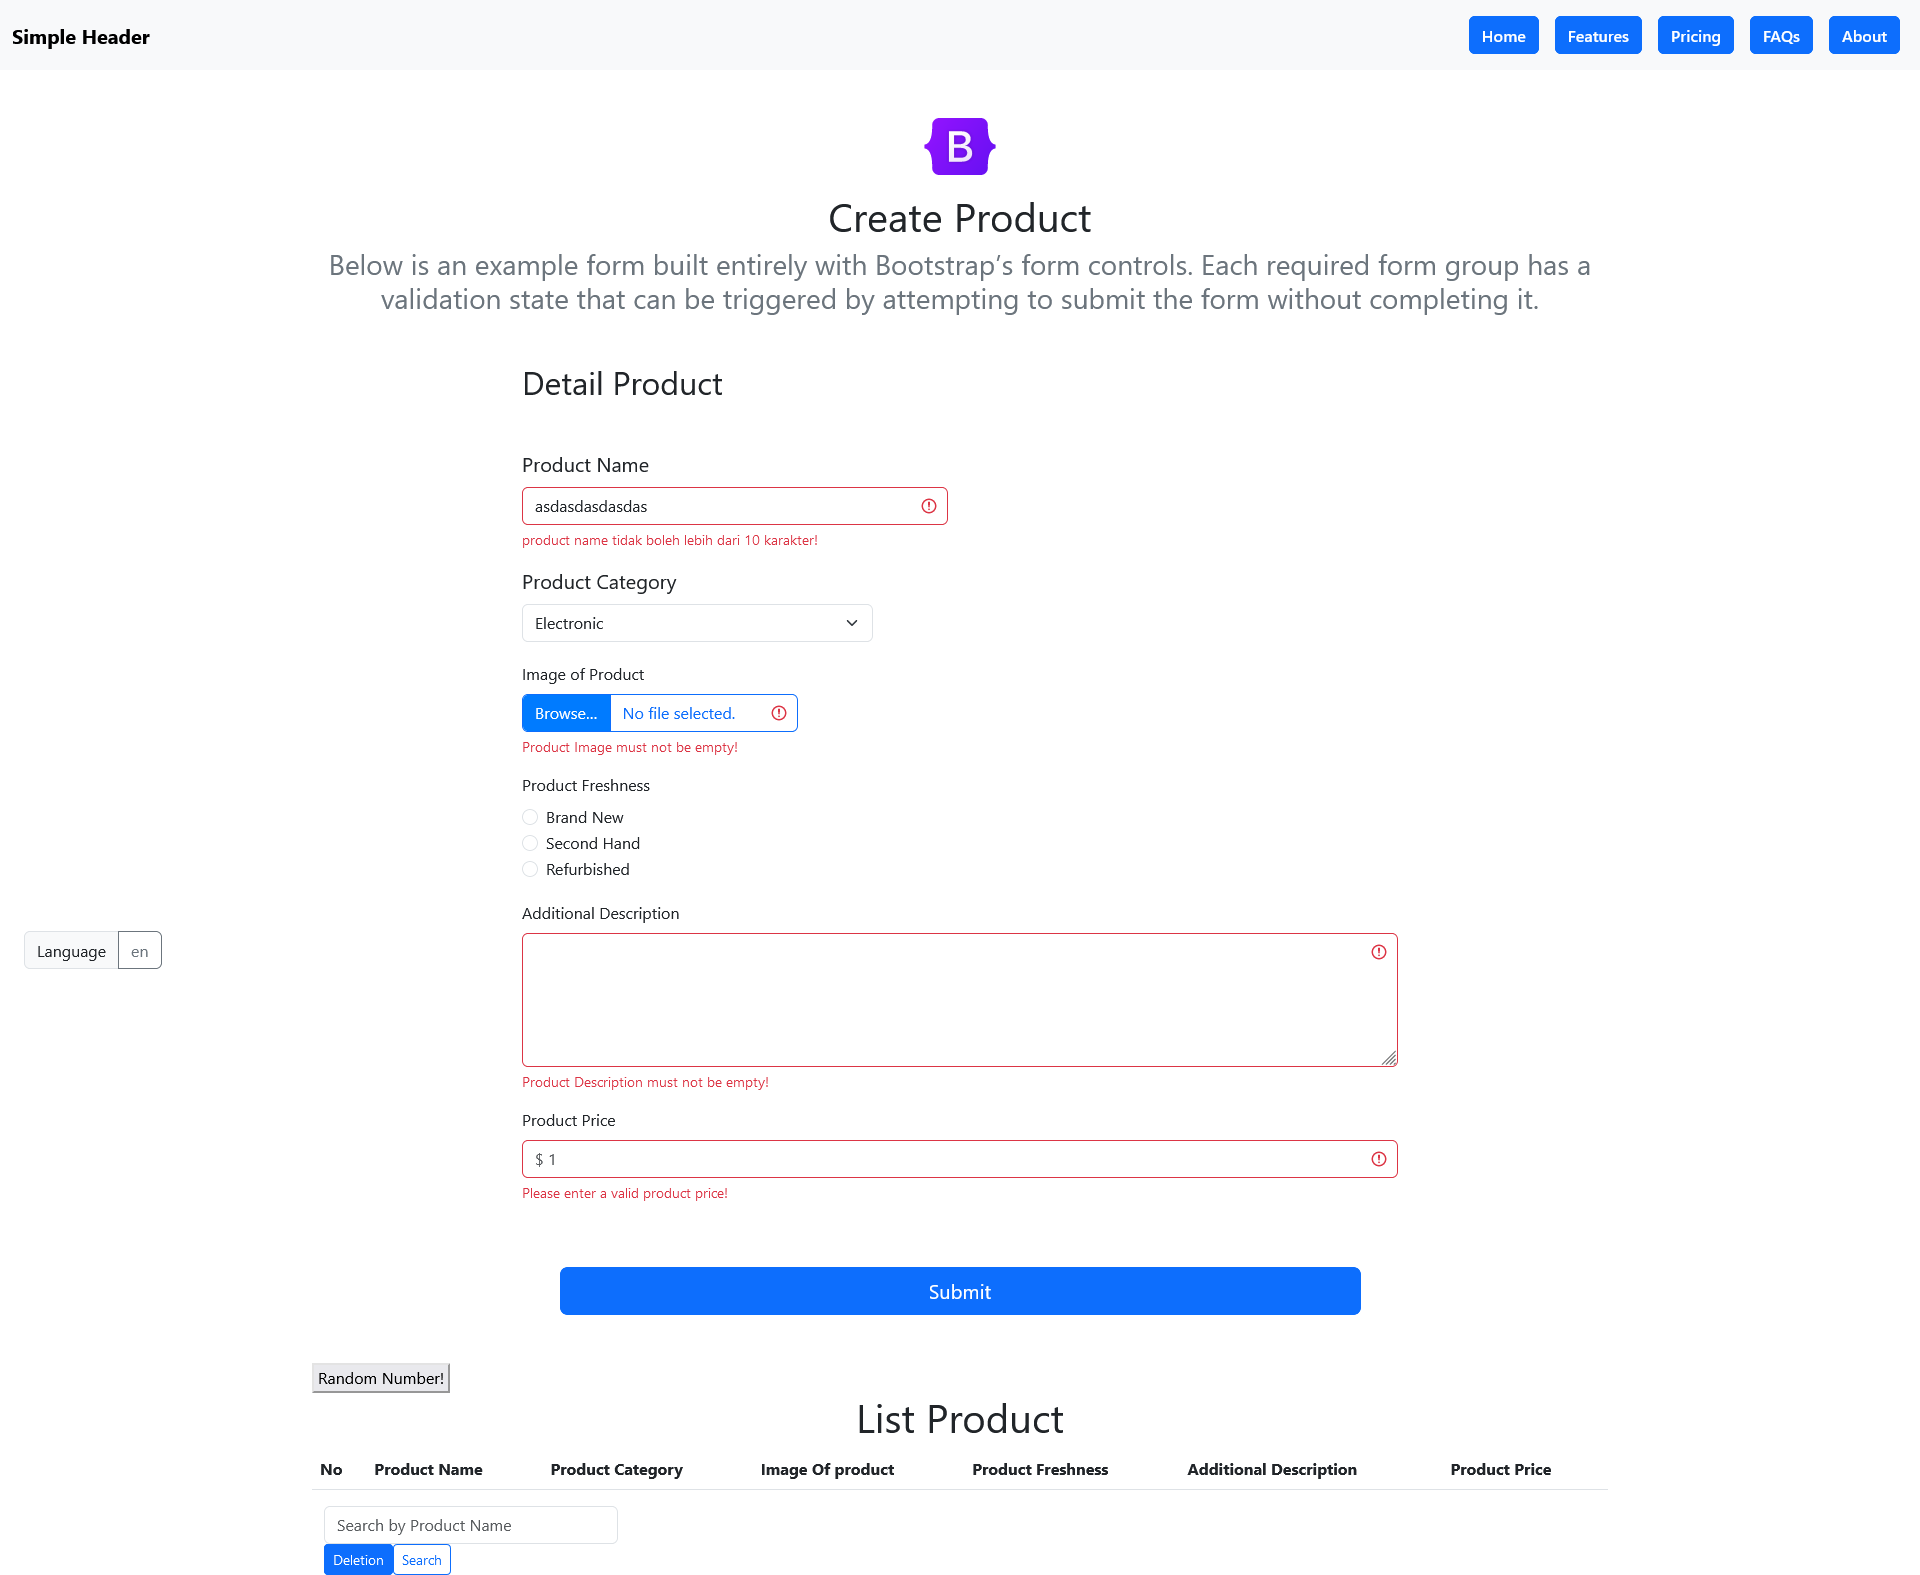 Simple Header
Home
Features
Pricing
FAQs
About
B
Create Product
Below is an example form built entirely with Bootstrap’s form controls. Each required form group has a
validation state that can be triggered by attempting to submit the form without completing it.
Detail Product
Product Name
asdasdasdasdas
product name tidak boleh lebih dari 10 karakter!
Product Category
Electronic
Image of Product
Browse... No file selected.
Product Image must not be empty!
Product Freshness
Brand New
Second Hand
Refurbished
Additional Description
Language en
Product Description must not be empty!
Product Price
$ 1
Please enter a valid product price!
Submit
Random Number!
List Product
No Product Name Product Category Image Of product Product Freshness Additional Description Product Price
Search by Product Name
Deletion Search